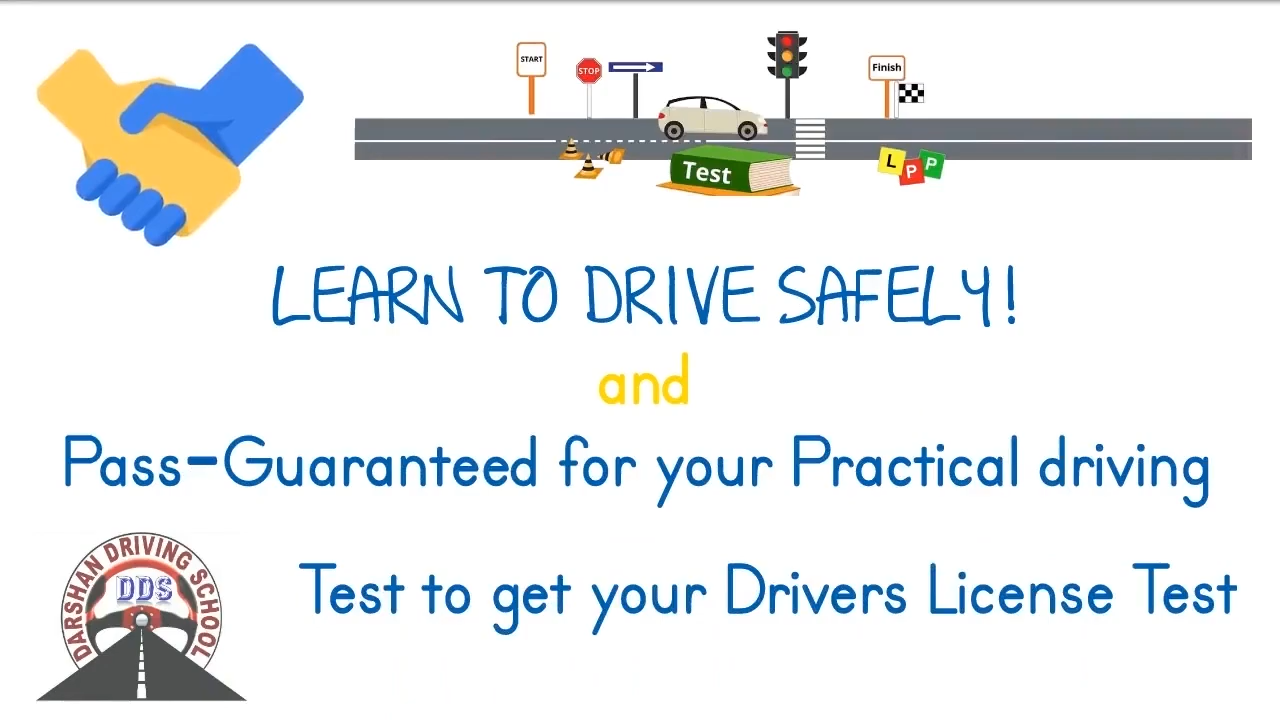 START
STOP
Finish
Test
L
P
P
LEARN TO DRIVE SAFELY!
and
Pass-Guaranteed for your Practical driving
Test to get your Drivers License Test
DARSHAN DRIVING SCHOOL
DDS